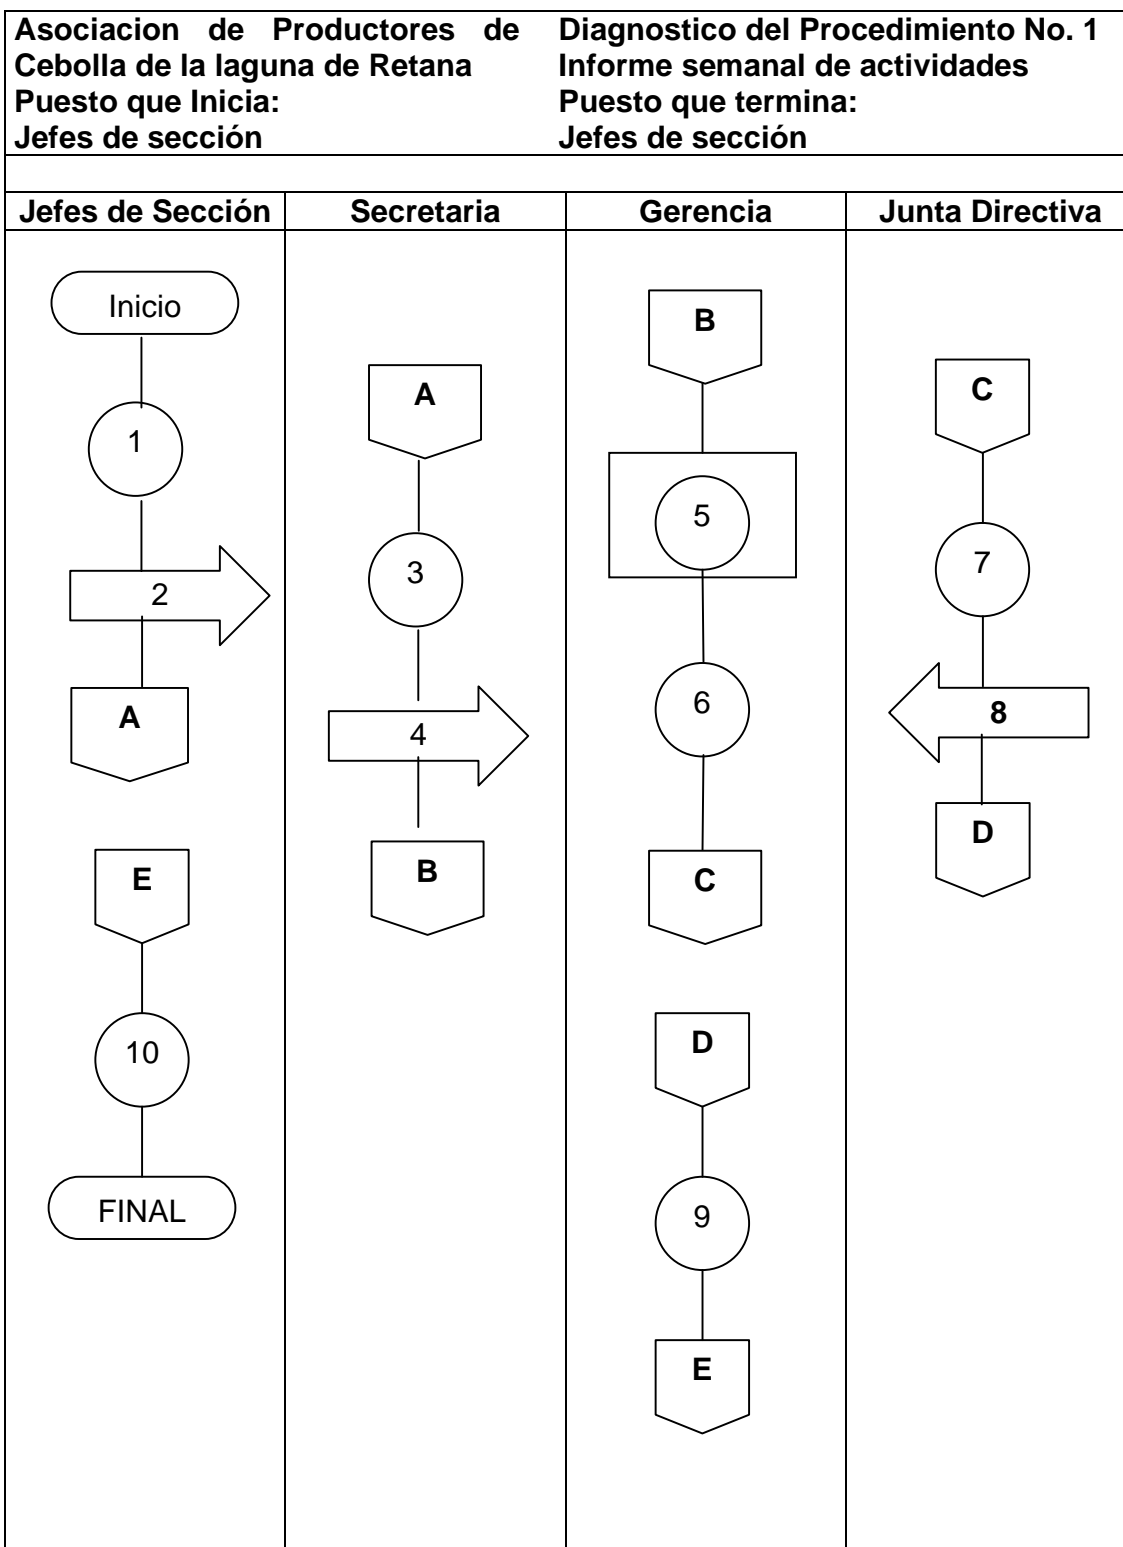 Asociacion de Productores de
Cebolla de la laguna de Retana
Puesto que Inicia:
Jefes de sección
Diagnostico del Procedimiento No. 1
Informe semanal de actividades
Puesto que termina:
Jefes de sección
Jefes de Sección
Secretaria
Gerencia
Junta Directiva
Inicio
1
2
A
E
10
FINAL
A
3
4
B
B
5
6
C
D
9
E
C
7
8
D